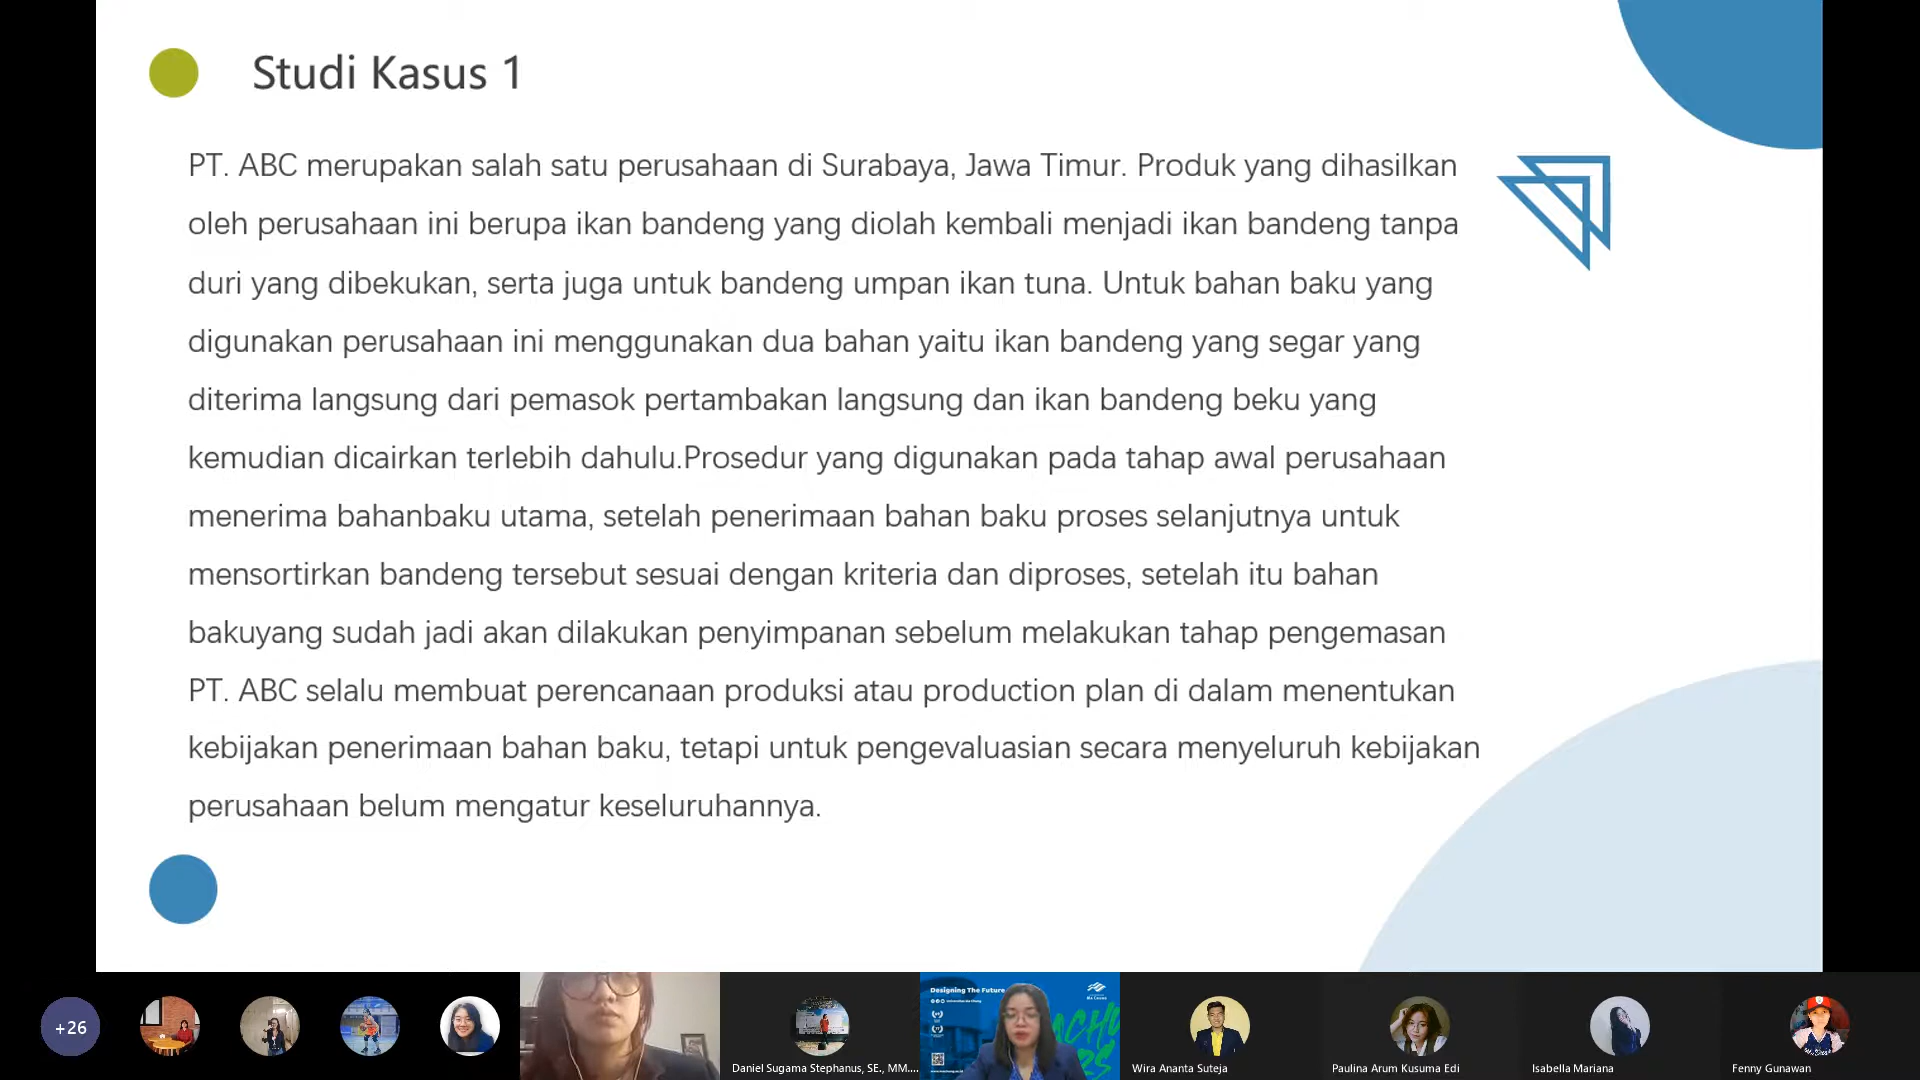 Studi Kasus 1
PT. ABC merupakan salah satu perusahaan di Surabaya, Jawa Timur. Produk yang dihasilkan
oleh perusahaan ini berupa ikan bandeng yang diolah kembali menjadi ikan bandeng tanpa
duri yang dibekukan, serta juga untuk bandeng umpan ikan tuna. Untuk bahan baku yang
digunakan perusahaan ini menggunakan dua bahan yaitu ikan bandeng yang segar yang
diterima langsung dari pemasok pertambakan langsung dan ikan bandeng beku yang
kemudian dicairkan terlebih dahulu.Prosedur yang digunakan pada tahap awal perusahaan
menerima bahanbaku utama, setelah penerimaan bahan baku proses selanjutnya untuk
mensortirkan bandeng tersebut sesuai dengan kriteria dan diproses, setelah itu bahan
bakuyang sudah jadi akan dilakukan penyimpanan sebelum melakukan tahap pengemasan
PT. ABC selalu membuat perencanaan produksi atau production plan di dalam menentukan
kebijakan penerimaan bahan baku, tetapi untuk pengevaluasian secara menyeluruh kebijakan
perusahaan belum mengatur keseluruhannya.
+26
Designing The Future
Daniel Sugama Stephanus, SE., MM....
Wira Ananta Suteja
Paulina Arum Kusuma Edi
Isabella Mariana
Fenny Gunawan